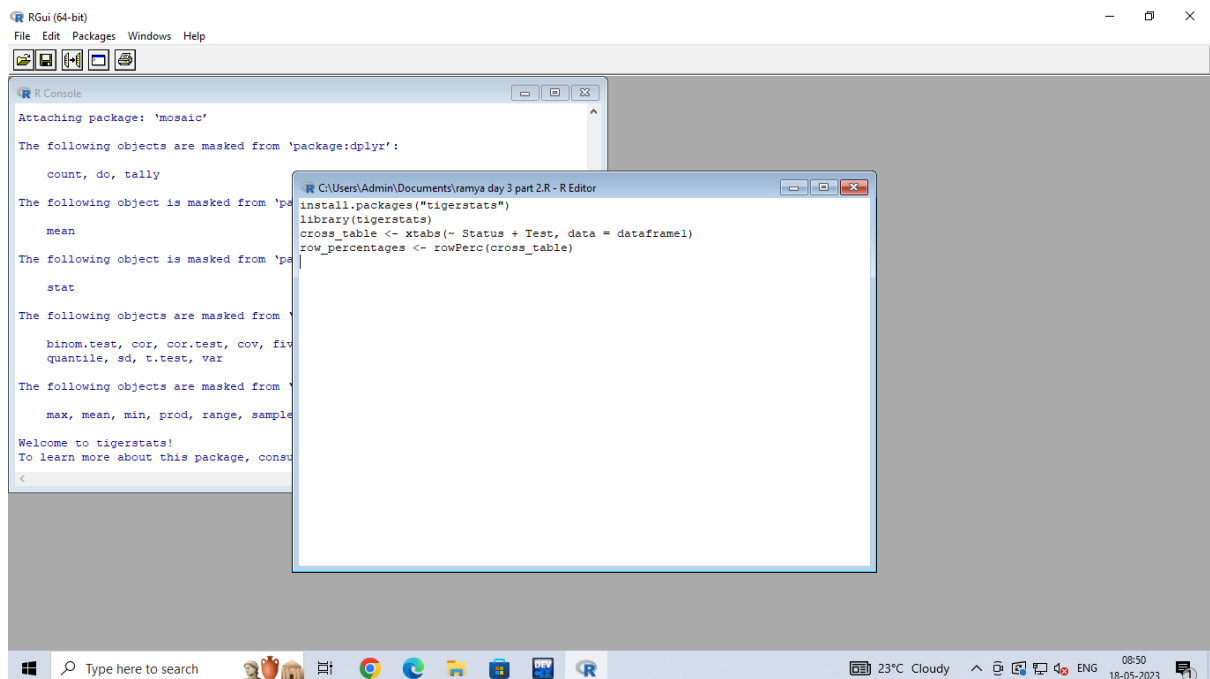 RGui (64-bit)
File Edit Packages Windows Help
R Console
Attaching package: ‘mosaic’
The following objects are masked from ‘package:dplyr’:
count, do, tally
The following object is masked from ‘pa
mean
The following object is masked from ‘pa
stat
The following objects are masked from ‘
binom.test, cor, cor.test, cov, fiv
quantile, sd, t.test, var
The following objects are masked from ‘
max, mean, min, prod, range, sample
Welcome to tigerstats!
To learn more about this package, consu
C:\Users\Admin\Documents\ramya day 3 part 2.R - R Editor
install.packages("tigerstats")
library(tigerstats)
cross_table <- xtabs(~ Status + Test, data = dataframe1)
row_percentages <- rowPerc(cross_table)
Type here to search
DEV
23°C Cloudy
ENG
08:50
18-05-2023
1